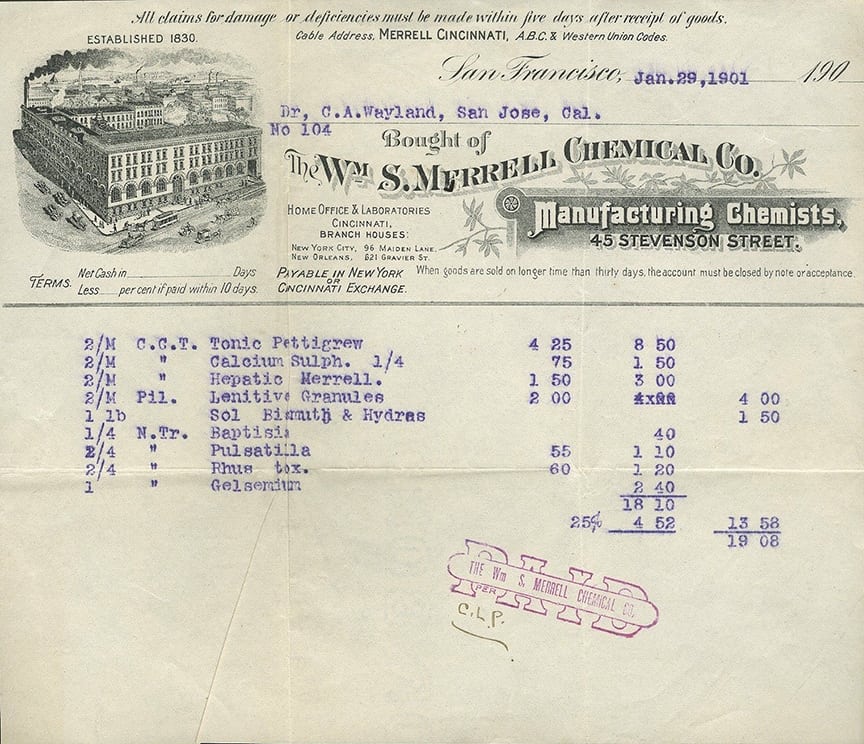 All claims for damage or deficiencies must be made within five days after receipt of goods.
ESTABLISHED 1830.
Cable Address, MERRELL CINCINNATI, A.B.C. & Western Union Codes.
San Francisco, Jan.29,1901 190
Dr, C.A.Wayland, San Jose, Cal.
No 104
Bought of
The Wm S. Merrell Chemical Co.
Manufacturing Chemists,
45 STEVENSON STREET.
HOME OFFICE & LABORATORIES
CINCINNATI,
BRANCH HOUSES:
NEW YORK CITY, 96 MAIDEN LANE,
NEW ORLEANS, 621 GRAVIER ST.
TERMS: Net Cash in Days
Less per cent if paid within 10 days.
PAYABLE IN NEW YORK
OR
CINCINNATI EXCHANGE.
When goods are sold on longer time than thirty days, the account must be closed by note or acceptance.
2/M C.C.T. Tonic Pettigrew 4 25 8 50
2/M " Calcium Sulph. 1/4 75 1 50
2/M " Hepatic Merrell. 1 50 3 00
2/M Pil. Lenitive Granules 2 00 4 00
1 lb Sol Bismuth & Hydras 1 50
1/4 N.Tr. Baptisia 40
2/4 " Pulsatilla 55 1 10
2/4 " Rhus tox. 60 1 20
1 " Gelsemium 2 40
18 10
25% 4 52 13 58
19 08
PAID
THE Wm S. MERRELL CHEMICAL CO.
PER
C.L.P.